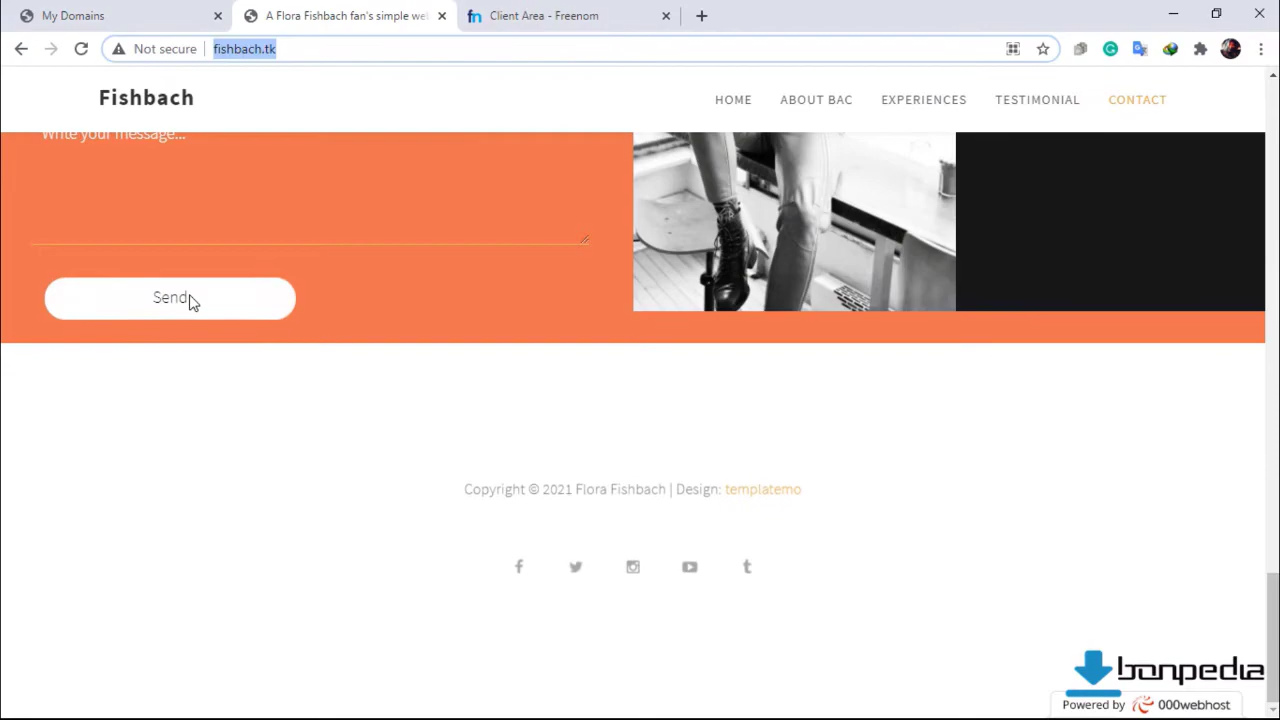 My Domains
A Flora Fishbach fan's simple we
Client Area - Freenom
Not secure
fishbach.tk
Fishbach
HOME
ABOUT BAC
EXPERIENCES
TESTIMONIAL
CONTACT
Write your message...
Send
Copyright © 2021 Flora Fishbach | Design: templatemo
bonpedia
Powered by 000webhost